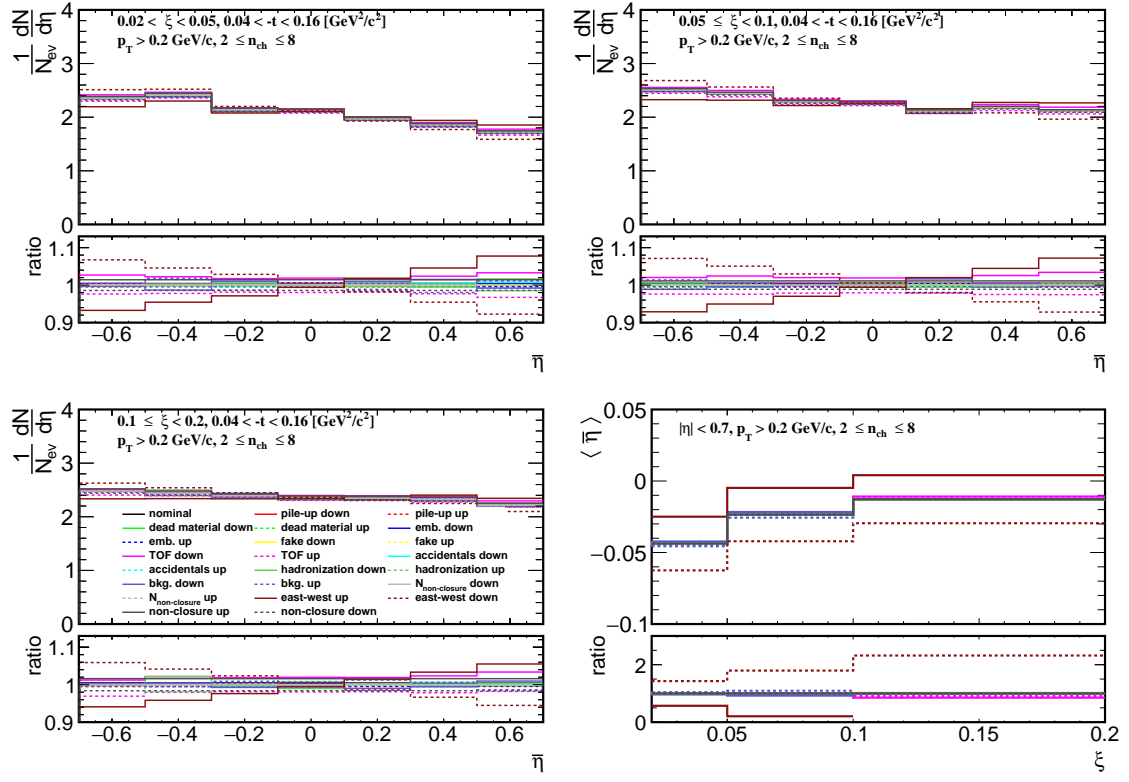 1/N_ev dN/dη
0.02 < ξ < 0.05, 0.04 < -t < 0.16 [GeV²/c²]
p_T > 0.2 GeV/c, 2 ≤ n_ch ≤ 8
4
3
2
1
0
ratio
1.1
1
0.9
−0.6 −0.4 −0.2 0 0.2 0.4 0.6
η̅
1/N_ev dN/dη
0.05 ≤ ξ < 0.1, 0.04 < -t < 0.16 [GeV²/c²]
p_T > 0.2 GeV/c, 2 ≤ n_ch ≤ 8
4
3
2
1
0
ratio
1.1
1
0.9
−0.6 −0.4 −0.2 0 0.2 0.4 0.6
η̅
1/N_ev dN/dη
0.1 ≤ ξ < 0.2, 0.04 < -t < 0.16 [GeV²/c²]
p_T > 0.2 GeV/c, 2 ≤ n_ch ≤ 8
4
3
2
1
0
nominal pile-up down pile-up up
dead material down dead material up emb. down
emb. up fake down fake up
TOF down TOF up accidentals down
accidentals up hadronization down hadronization up
bkg. down bkg. up N_non-closure down
N_non-closure up east-west up east-west down
non-closure up non-closure down
ratio
1.1
1
0.9
−0.6 −0.4 −0.2 0 0.2 0.4 0.6
η̅
⟨ η̅ ⟩
|η| < 0.7, p_T > 0.2 GeV/c, 2 ≤ n_ch ≤ 8
0.05
0
−0.05
−0.1
ratio
2
1
0
0.05 0.1 0.15 0.2
ξ